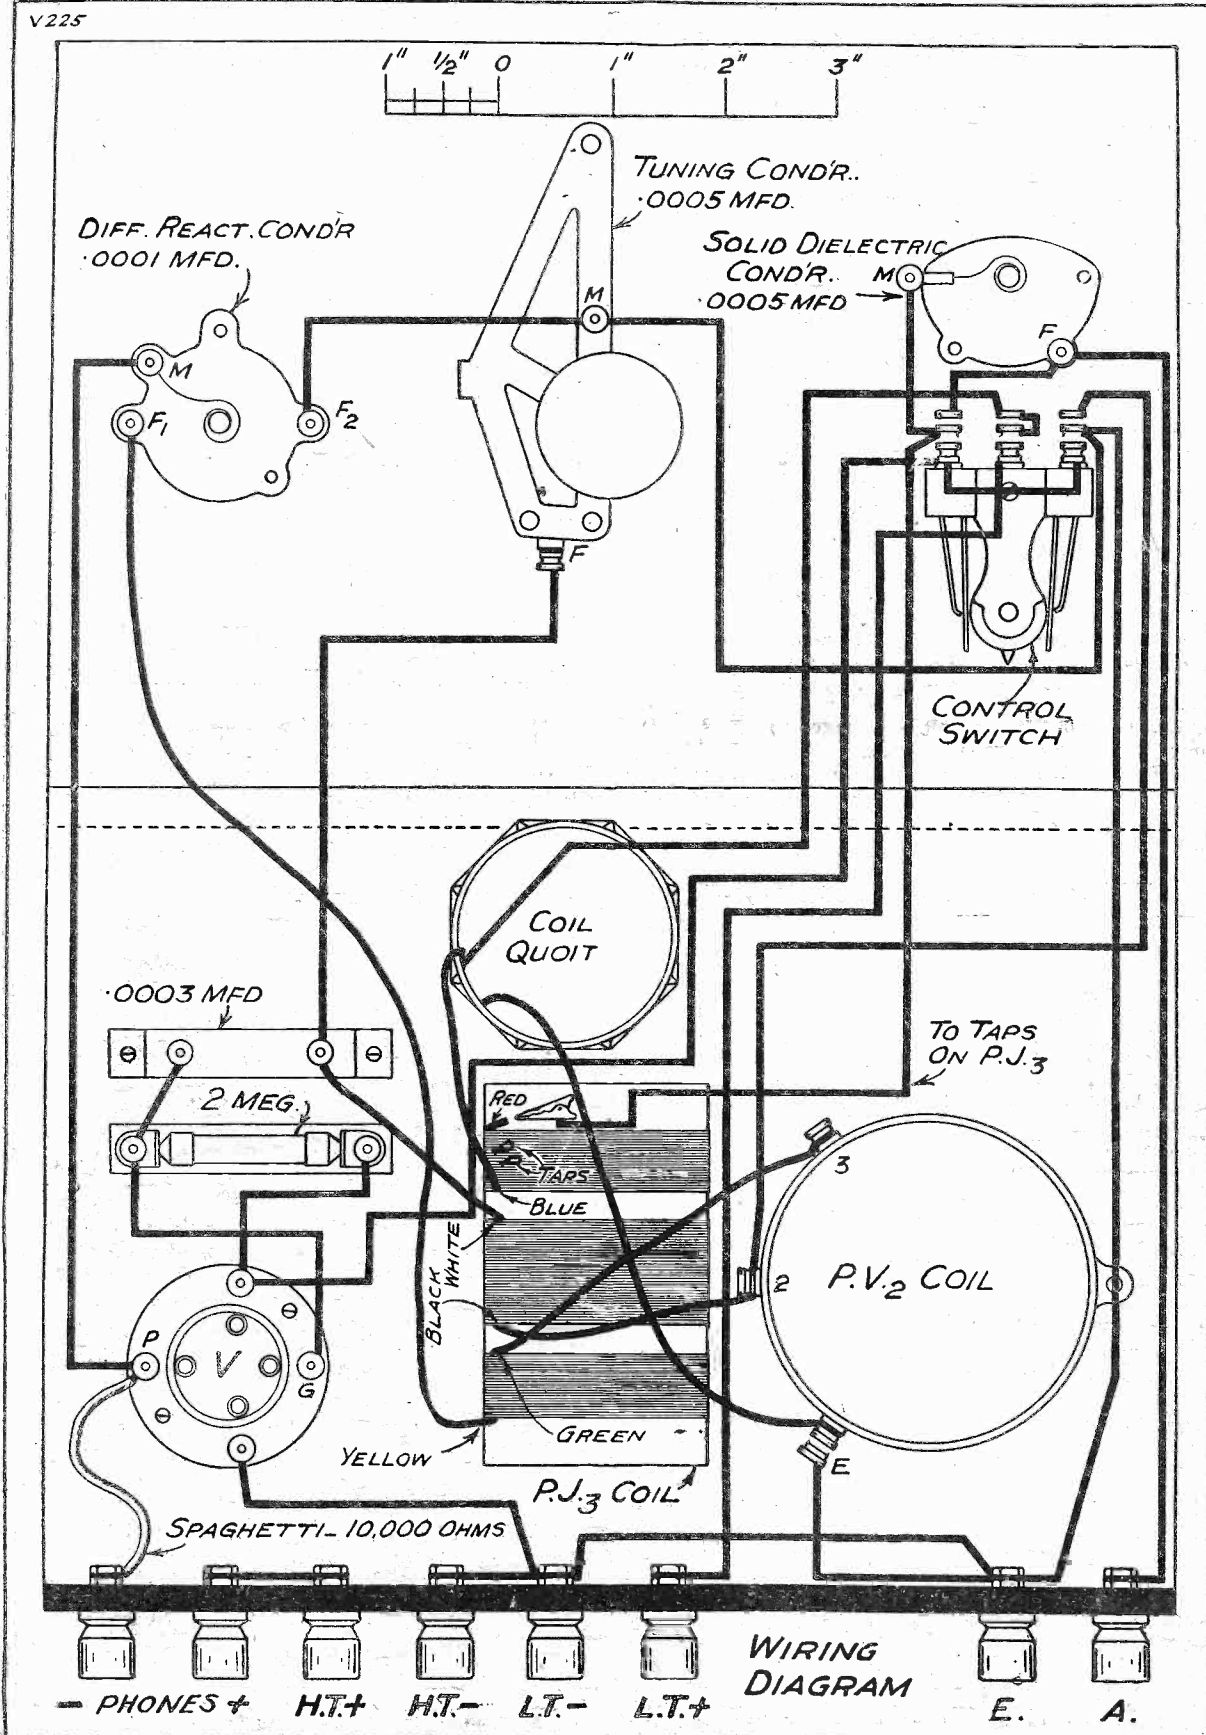 V225
1" ½" 0 1" 2" 3"
TUNING COND'R..
.0005 MFD.
DIFF. REACT. COND'R
.0001 MFD.
SOLID DIELECTRIC
COND'R.
.0005 MFD
M
M
F
M
F1
F2
F
CONTROL
SWITCH
COIL
QUOIT
.0003 MFD
TO TAPS
ON P.J.3
2 MEG.
RED
TAPS
BLUE
3
BLACK
WHITE
2
P.V.2 COIL
P
V
G
GREEN
YELLOW
E
P.J.3 COIL
SPAGHETTI - 10,000 OHMS
WIRING
DIAGRAM
- PHONES + H.T.+ H.T.- L.T.- L.T.+ E. A.